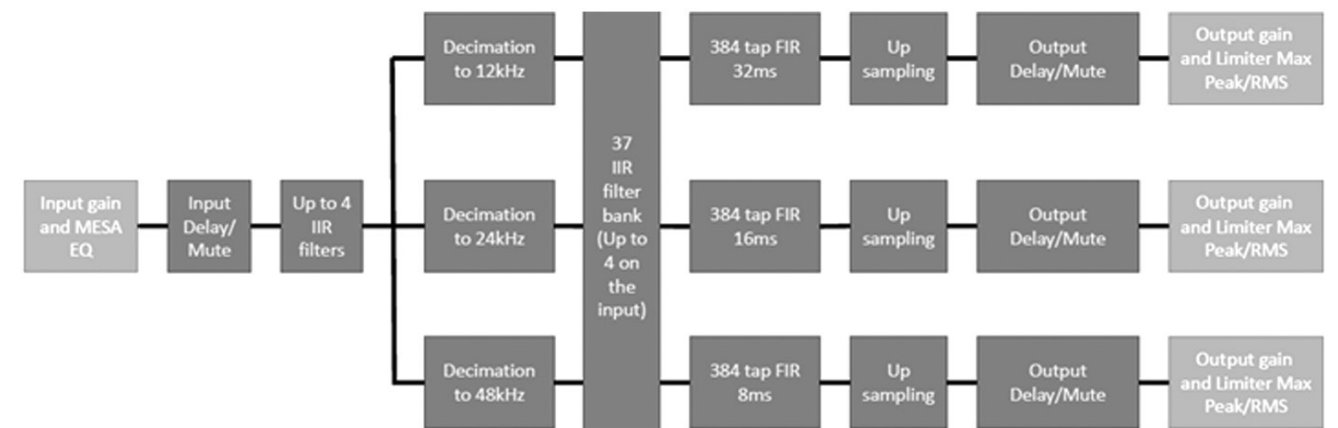 Input gain
and MESA
EQ
Input
Delay/
Mute
Up to 4
IIR
filters
Decimation
to 12kHz
Decimation
to 24kHz
Decimation
to 48kHz
37
IIR
filter
bank
(Up to
4 on
the
input)
384 tap FIR
32ms
Up
sampling
Output
Delay/Mute
Output gain
and Limiter Max
Peak/RMS
384 tap FIR
16ms
Up
sampling
Output
Delay/Mute
Output gain
and Limiter Max
Peak/RMS
384 tap FIR
8ms
Up
sampling
Output
Delay/Mute
Output gain
and Limiter Max
Peak/RMS